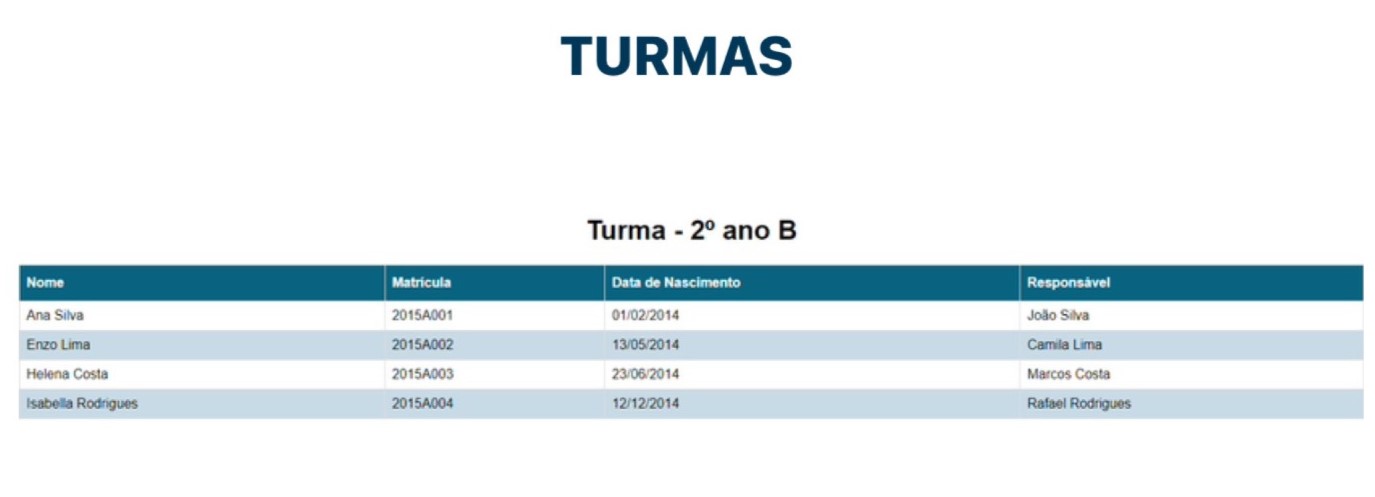 TURMAS
Turma - 2º ano B
Nome Matrícula Data de Nascimento Responsável
Ana Silva 2015A001 01/02/2014 João Silva
Enzo Lima 2015A002 13/05/2014 Camila Lima
Helena Costa 2015A003 23/06/2014 Marcos Costa
Isabella Rodrigues 2015A004 12/12/2014 Rafael Rodrigues